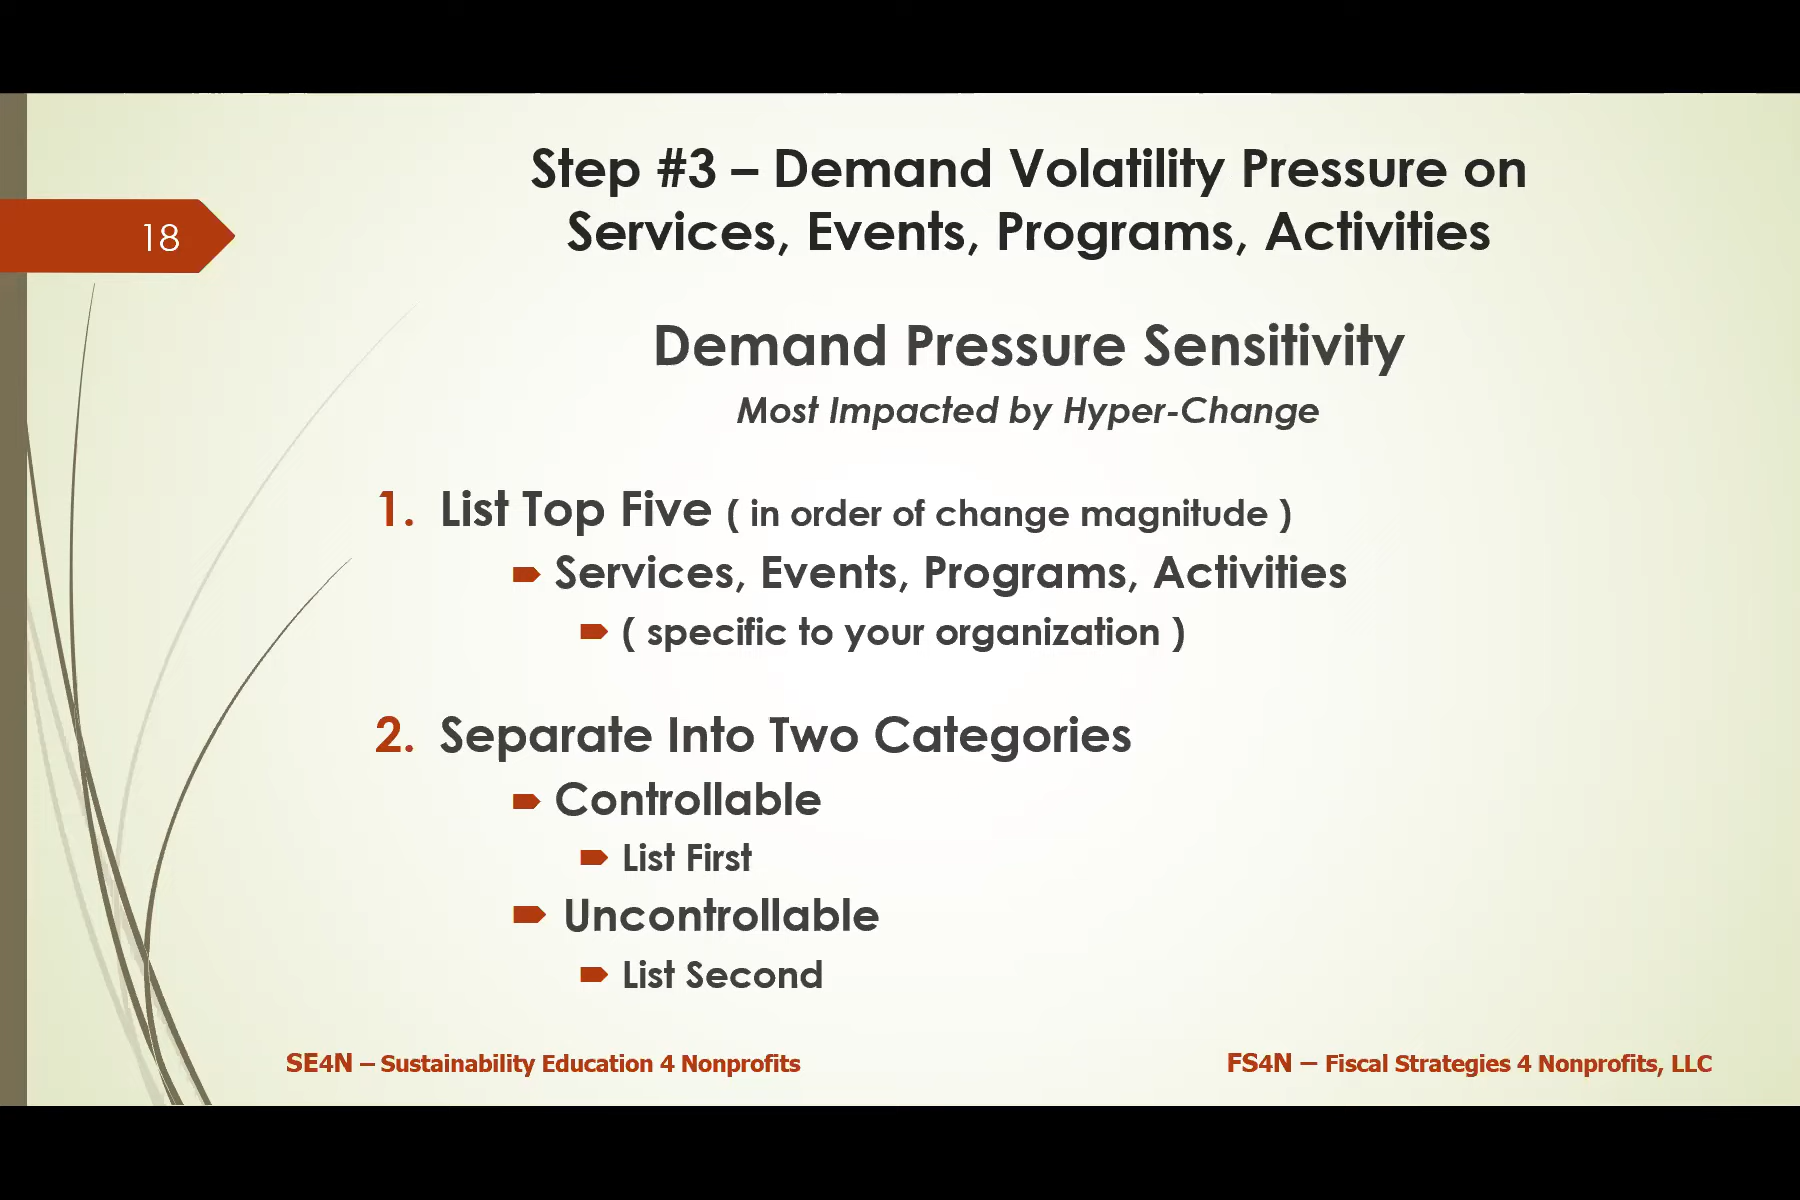 Step #3 – Demand Volatility Pressure on
Services, Events, Programs, Activities
18
Demand Pressure Sensitivity
Most Impacted by Hyper-Change
1. List Top Five ( in order of change magnitude )
Services, Events, Programs, Activities
( specific to your organization )
2. Separate Into Two Categories
Controllable
List First
Uncontrollable
List Second
SE4N – Sustainability Education 4 Nonprofits
FS4N – Fiscal Strategies 4 Nonprofits, LLC